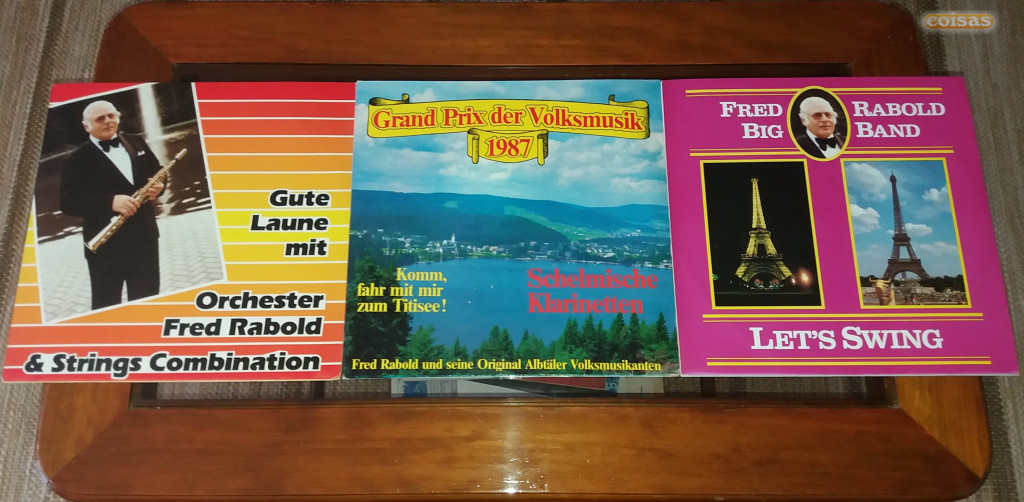 coisas
Gute
Laune
mit
Orchester
Fred Rabold
& Strings Combination
Grand Prix der Volksmusik
1987
Komm,
fahr mit mir
zum Titisee!
Schelmische
Klarinetten
Fred Rabold und seine Original Albtäler Volksmusikanten
FRED RABOLD
BIG BAND
LET'S SWING